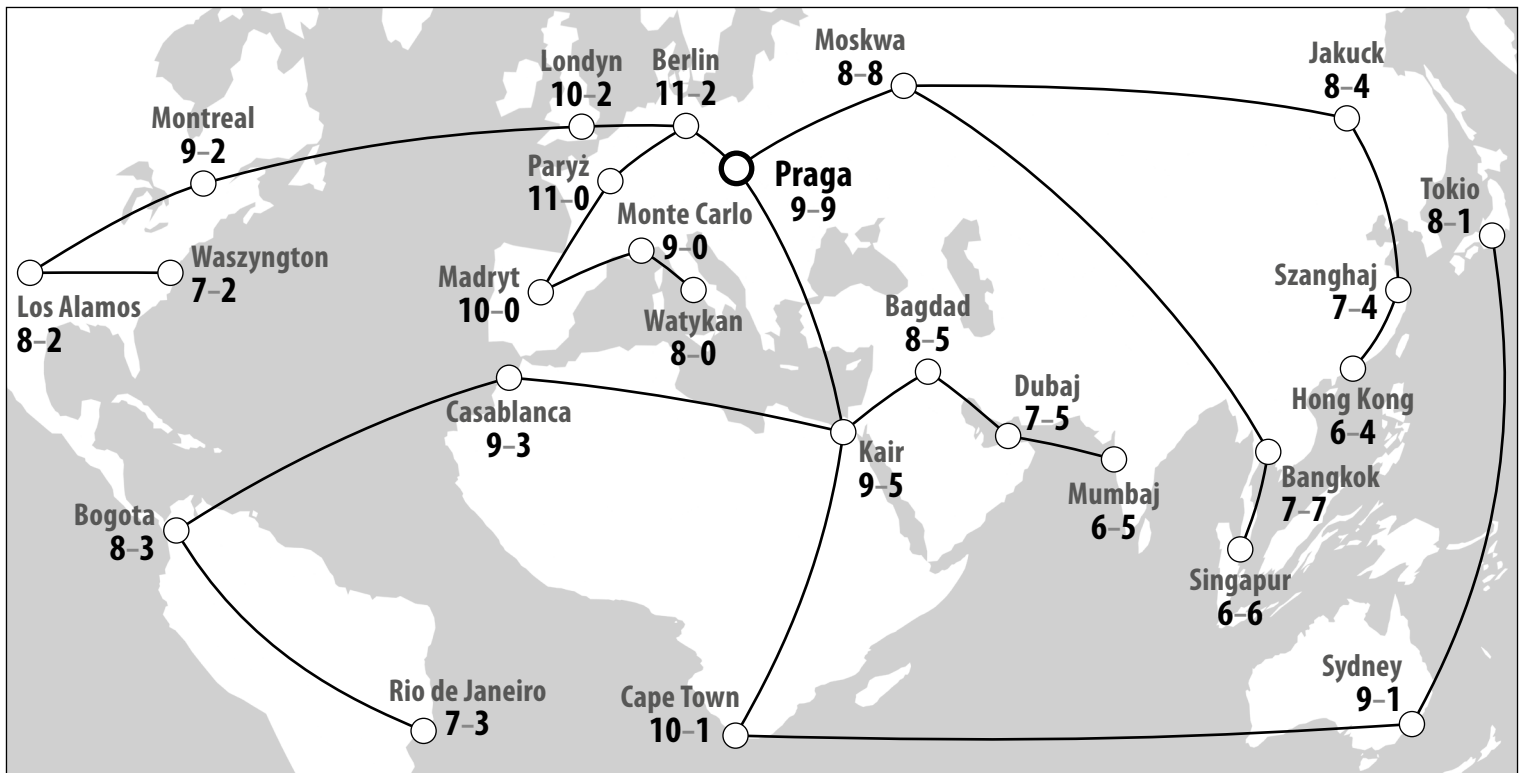 Moskwa
8–8
Jakuck
8–4
Londyn
10–2
Berlin
11–2
Montreal
9–2
Paryż
11–0
Praga
9–9
Tokio
8–1
Monte Carlo
9–0
Waszyngton
7–2
Madryt
10–0
Szanghaj
7–4
Los Alamos
8–2
Watykan
8–0
Bagdad
8–5
Dubaj
7–5
Hong Kong
6–4
Casablanca
9–3
Kair
9–5
Mumbaj
6–5
Bangkok
7–7
Bogota
8–3
Singapur
6–6
Rio de Janeiro
7–3
Cape Town
10–1
Sydney
9–1